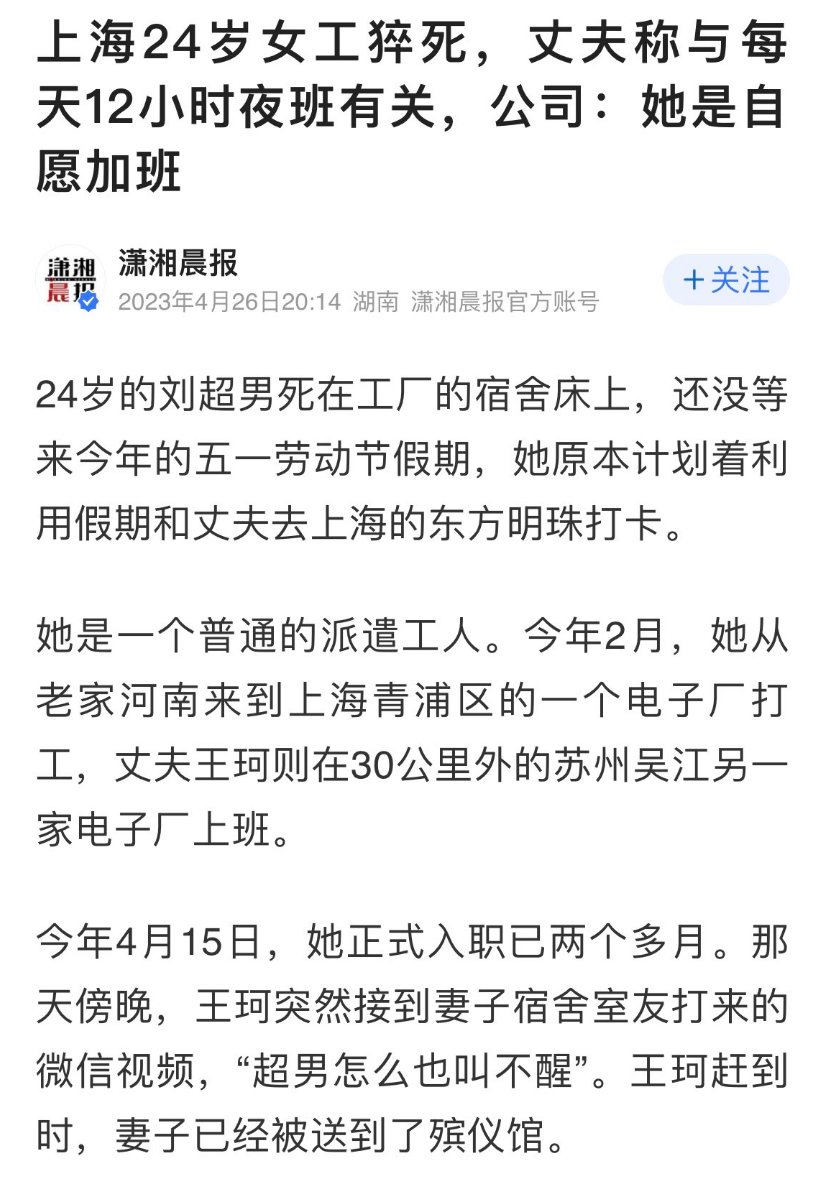 上海24岁女工猝死，丈夫称与每
天12小时夜班有关，公司：她是自
愿加班
潇湘
晨报
潇湘晨报
2023年4月26日20:14 湖南 潇湘晨报官方账号
+关注
24岁的刘超男死在工厂的宿舍床上，还没等
来今年的五一劳动节假期，她原本计划着利
用假期和丈夫去上海的东方明珠打卡。
她是一个普通的派遣工人。今年2月，她从
老家河南来到上海青浦区的一个电子厂打
工，丈夫王珂则在30公里外的苏州吴江另一
家电子厂上班。
今年4月15日，她正式入职已两个多月。那
天傍晚，王珂突然接到妻子宿舍室友打来的
微信视频，“超男怎么也叫不醒”。王珂赶到
时，妻子已经被送到了殡仪馆。